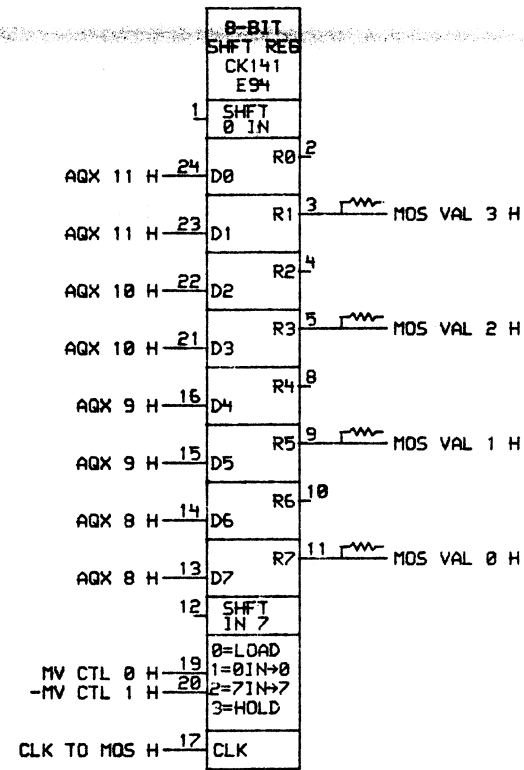 8-BIT
SHFT REG
CK141
E94
1 SHFT
0 IN
R0 2
AQX 11 H 24 D0
R1 3 MOS VAL 3 H
AQX 11 H 23 D1
R2 4
AQX 10 H 22 D2
R3 5 MOS VAL 2 H
AQX 10 H 21 D3
R4 8
AQX 9 H 16 D4
R5 9 MOS VAL 1 H
AQX 9 H 15 D5
R6 10
AQX 8 H 14 D6
R7 11 MOS VAL 0 H
AQX 8 H 13 D7
12 SHFT
IN 7
0=LOAD
MV CTL 0 H 19 1=0IN→0
-MV CTL 1 H 20 2=7IN→7
3=HOLD
CLK TO MOS H 17 CLK